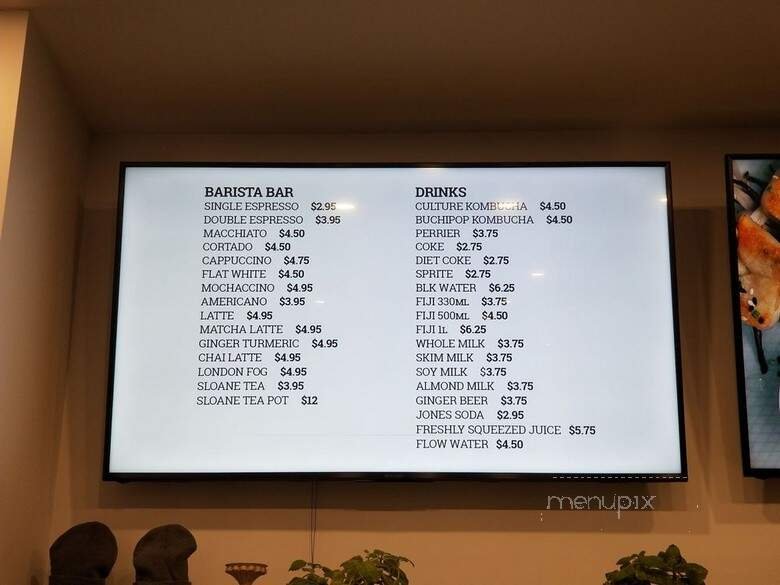 BARISTA BAR
SINGLE ESPRESSO $2.95
DOUBLE ESPRESSO $3.95
MACCHIATO $4.50
CORTADO $4.50
CAPPUCCINO $4.75
FLAT WHITE $4.50
MOCHACCINO $4.95
AMERICANO $3.95
LATTE $4.95
MATCHA LATTE $4.95
GINGER TURMERIC $4.95
CHAI LATTE $4.95
LONDON FOG $4.95
SLOANE TEA $3.95
SLOANE TEA POT $12
DRINKS
CULTURE KOMBUCHA $4.50
BUCHIPOP KOMBUCHA $4.50
PERRIER $3.75
COKE $2.75
DIET COKE $2.75
SPRITE $2.75
BLK WATER $6.25
FIJI 330ML $3.75
FIJI 500ML $4.50
FIJI 1L $6.25
WHOLE MILK $3.75
SKIM MILK $3.75
SOY MILK $3.75
ALMOND MILK $3.75
GINGER BEER $3.75
JONES SODA $2.95
FRESHLY SQUEEZED JUICE $5.75
FLOW WATER $4.50
menupix